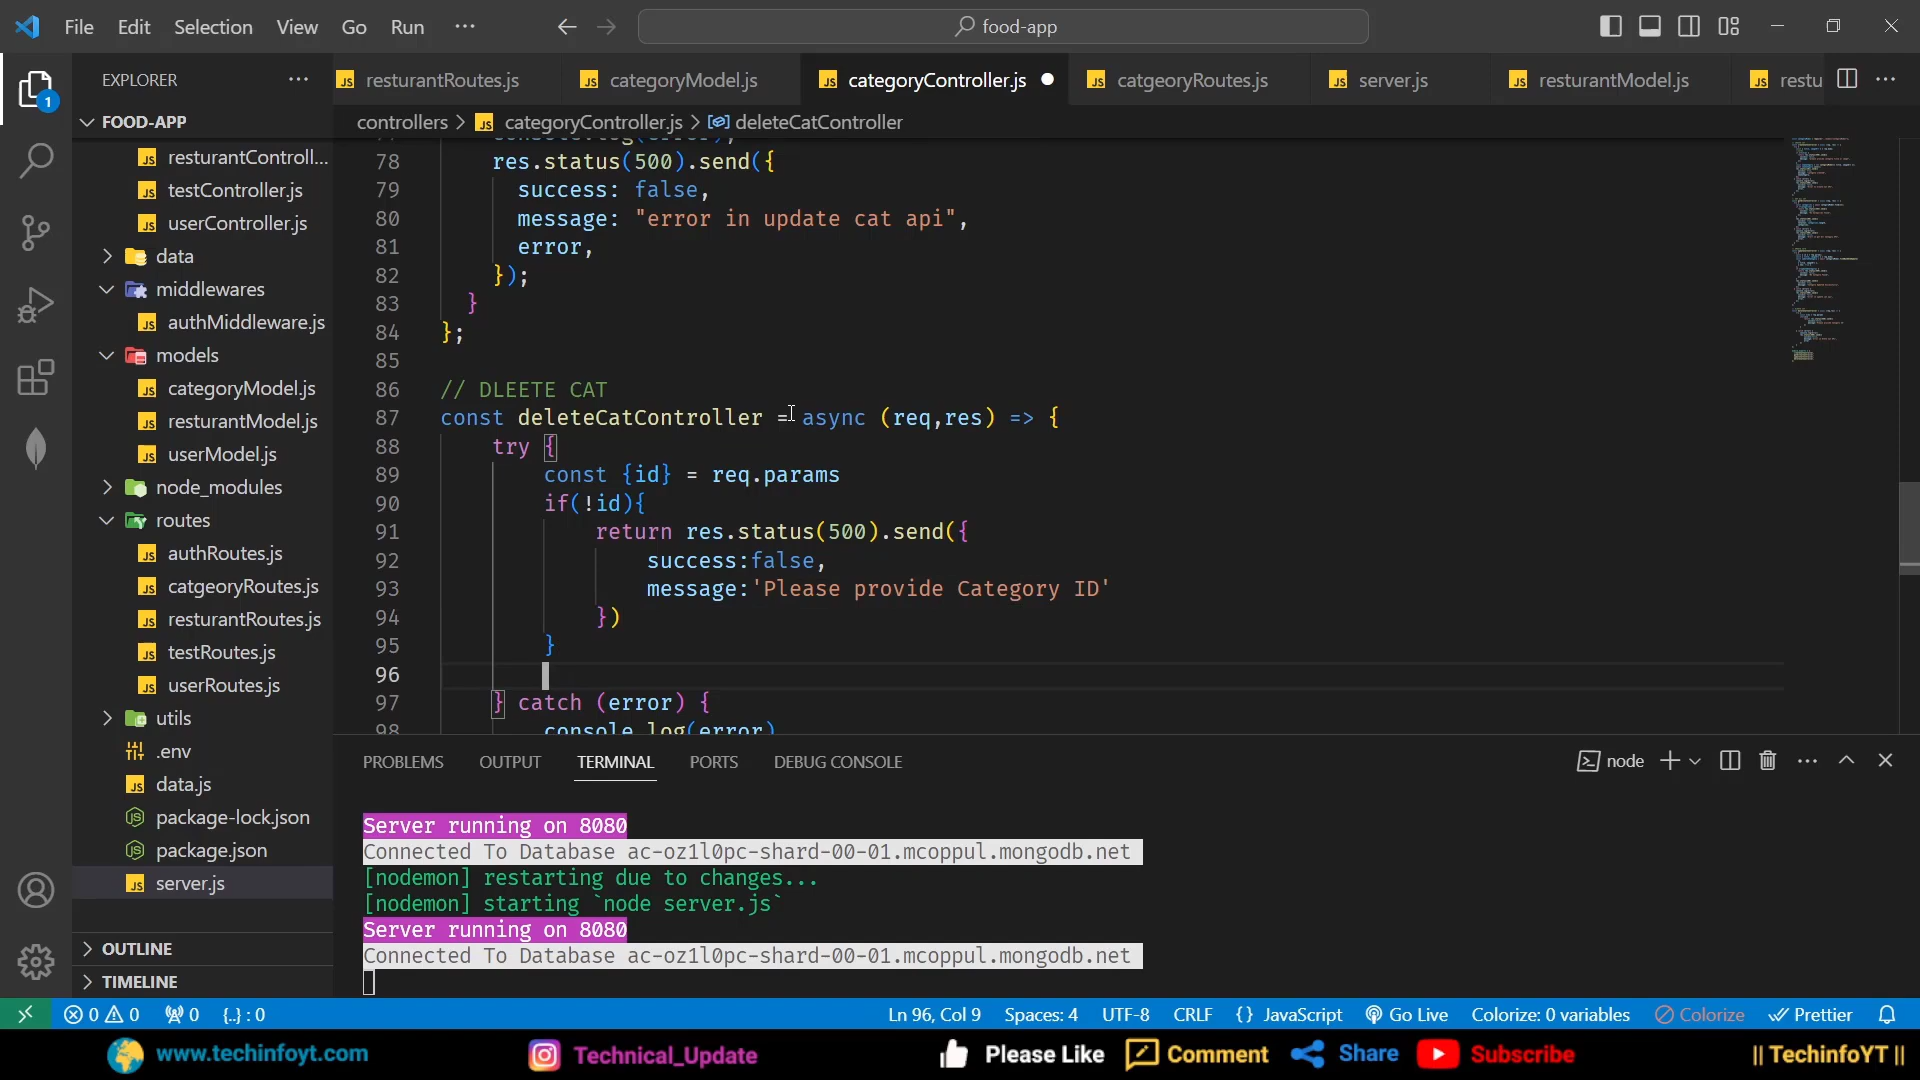 File Edit Selection View Go Run ··· food-app
EXPLORER ···
resturantRoutes.js categoryModel.js categoryController.js catgeoryRoutes.js server.js resturantModel.js restu ···
FOOD-APP
controllers > categoryController.js > deleteCatController
resturantControll...
testController.js
userController.js
data
middlewares
authMiddleware.js
models
categoryModel.js
resturantModel.js
userModel.js
node_modules
routes
authRoutes.js
catgeoryRoutes.js
resturantRoutes.js
testRoutes.js
userRoutes.js
utils
.env
data.js
package-lock.json
package.json
server.js
OUTLINE
TIMELINE
1
78 res.status(500).send({
79 success: false,
80 message: "error in update cat api",
81 error,
82 });
83 }
84 };
85
86 // DLEETE CAT
87 const deleteCatController = async (req,res) => {
88 try {
89 const {id} = req.params
90 if(!id){
91 return res.status(500).send({
92 success:false,
93 message:'Please provide Category ID'
94 })
95 }
96
97 } catch (error) {
98 console.log(error)
PROBLEMS OUTPUT TERMINAL PORTS DEBUG CONSOLE node ···
Server running on 8080
Connected To Database ac-oz1l0pc-shard-00-01.mcoppul.mongodb.net
[nodemon] restarting due to changes...
[nodemon] starting `node server.js`
Server running on 8080
Connected To Database ac-oz1l0pc-shard-00-01.mcoppul.mongodb.net
0 0 0 {..} : 0 Ln 96, Col 9 Spaces: 4 UTF-8 CRLF {} JavaScript Go Live Colorize: 0 variables Colorize Prettier
www.techinfoyt.com Technical_Update Please Like Comment Share Subscribe || TechinfoYT ||